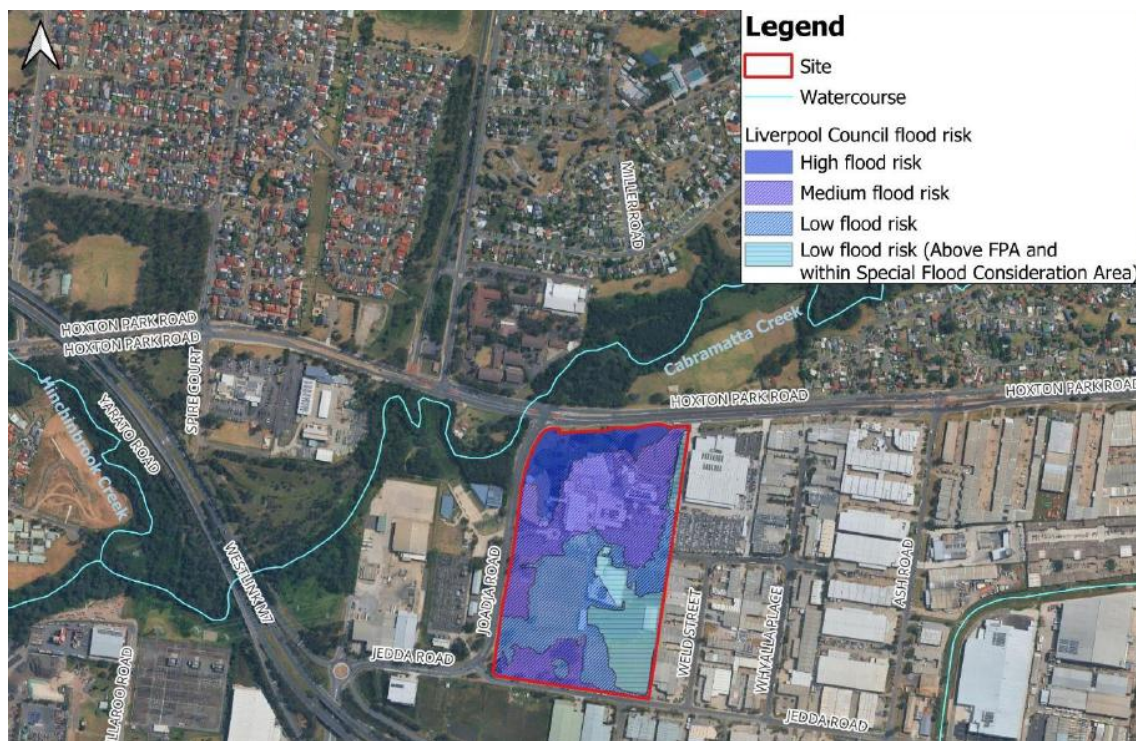 Legend
Site
Watercourse
Liverpool Council flood risk
High flood risk
Medium flood risk
Low flood risk
Low flood risk (Above FPA and
within Special Flood Consideration Area)
MILLER ROAD
HOXTON PARK ROAD
HOXTON PARK ROAD
SPIRE COURT
YARATO ROAD
Hinchinbrook Creek
Cabramatta Creek
HOXTON PARK ROAD
HOXTON PARK ROAD
WESTLINK M7
JOADJA ROAD
JEDDA ROAD
LLAROO ROAD
WELD STREET
WHYALLA PLACE
ASH ROAD
JEDDA ROAD